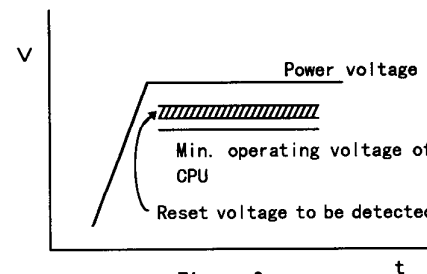 V
Power voltage
Min. operating voltage of
CPU
Reset voltage to be detected
t